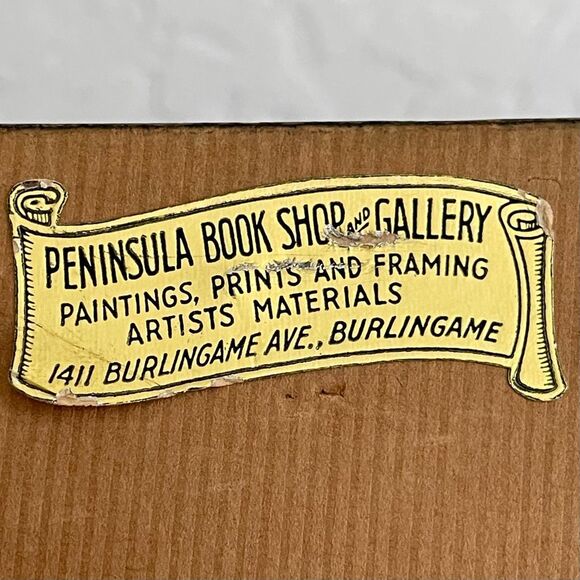 PENINSULA BOOK SHOP AND GALLERY
PAINTINGS, PRINTS AND FRAMING
ARTISTS MATERIALS
1411 BURLINGAME AVE., BURLINGAME